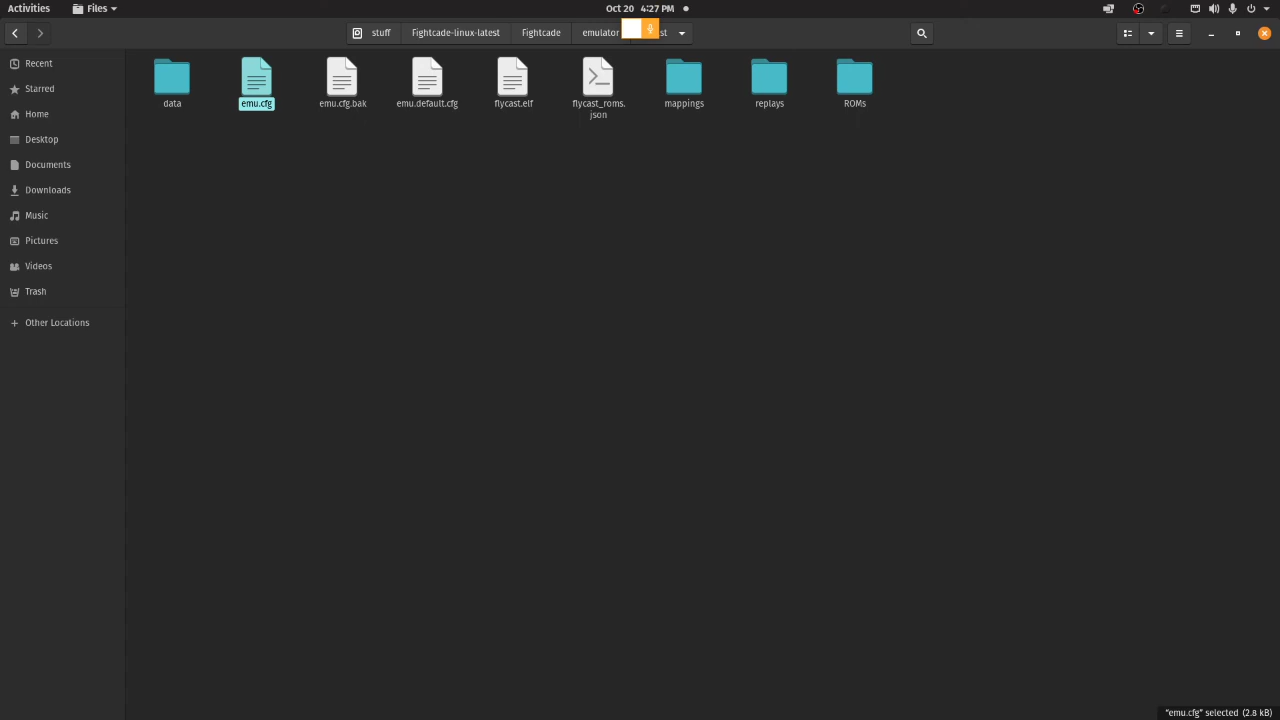 Activities
Files
Oct 20 4:27 PM
stuff
Fightcade-linux-latest
Fightcade
emulator
st
Recent
Starred
Home
Desktop
Documents
Downloads
Music
Pictures
Videos
Trash
Other Locations
data
emu.cfg
emu.cfg.bak
emu.default.cfg
flycast.elf
flycast_roms.
json
mappings
replays
ROMs
"emu.cfg" selected (2.8 kB)